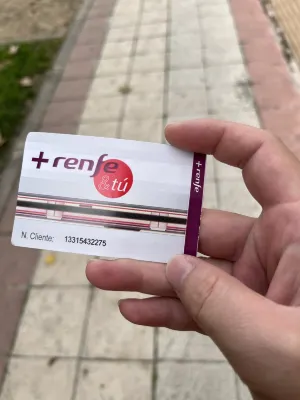 + renfe
& tú
+ renfe
N. Cliente: 13315432275